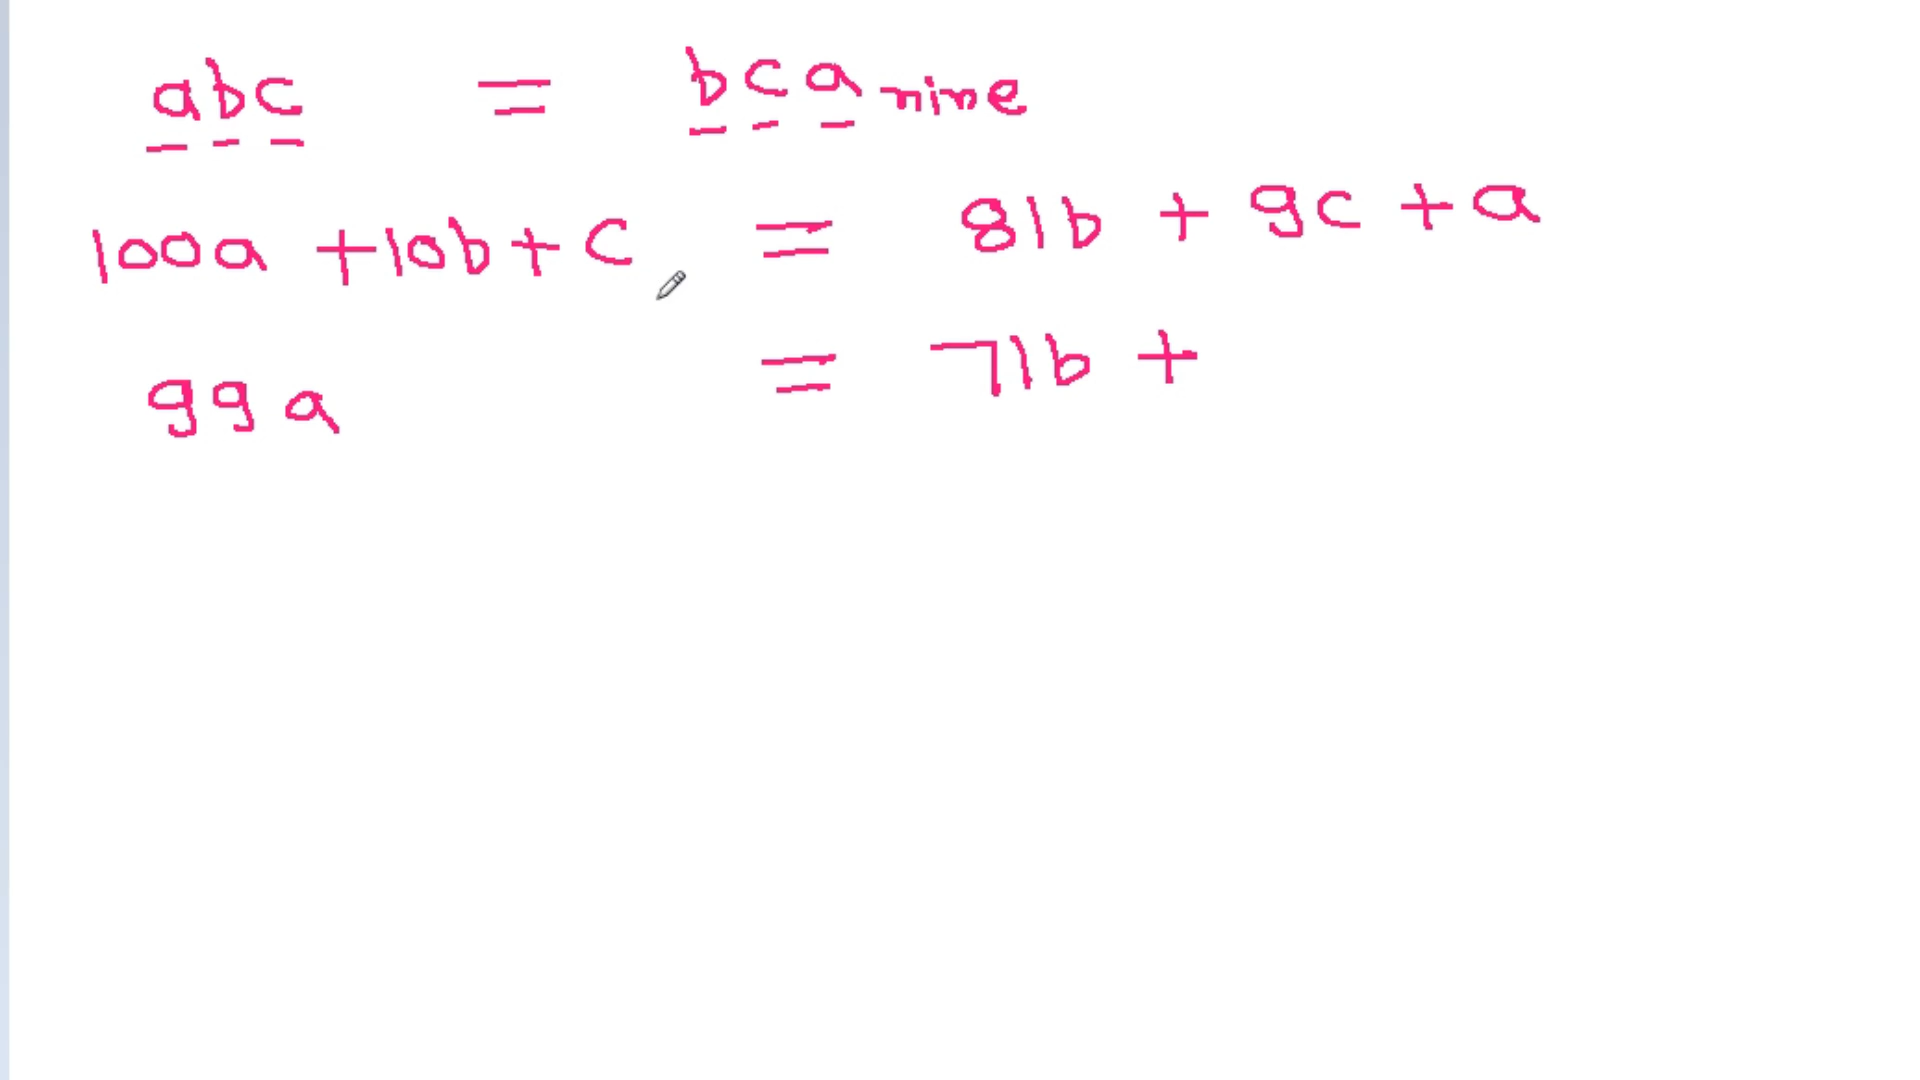 abc = bca nine
100a + 10b + c = 81b + 9c + a
99a = 71b +